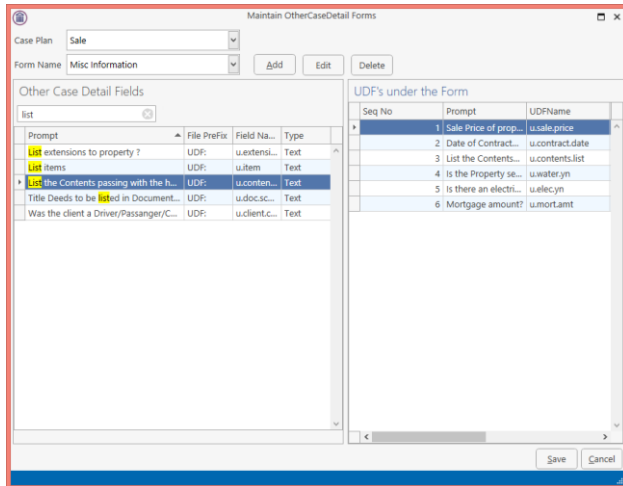 Maintain OtherCaseDetail Forms
Case Plan Sale
Form Name Misc Information Add Edit Delete
Other Case Detail Fields
list
Prompt File PreFix Field Na... Type
List extensions to property ? UDF: u.extensi... Text
List items UDF: u.item Text
List the Contents passing with the h... UDF: u.conten... Text
Title Deeds to be listed in Document... UDF: u.doc.sc... Text
Was the client a Driver/Passanger/C... UDF: u.client.c... Text
UDF's under the Form
Seq No Prompt UDFName
1 Sale Price of prop... u.sale.price
2 Date of Contract... u.contract.date
3 List the Contents... u.contents.list
4 Is the Property se... u.water.yn
5 Is there an electri... u.elec.yn
6 Mortgage amount? u.mort.amt
Save Cancel